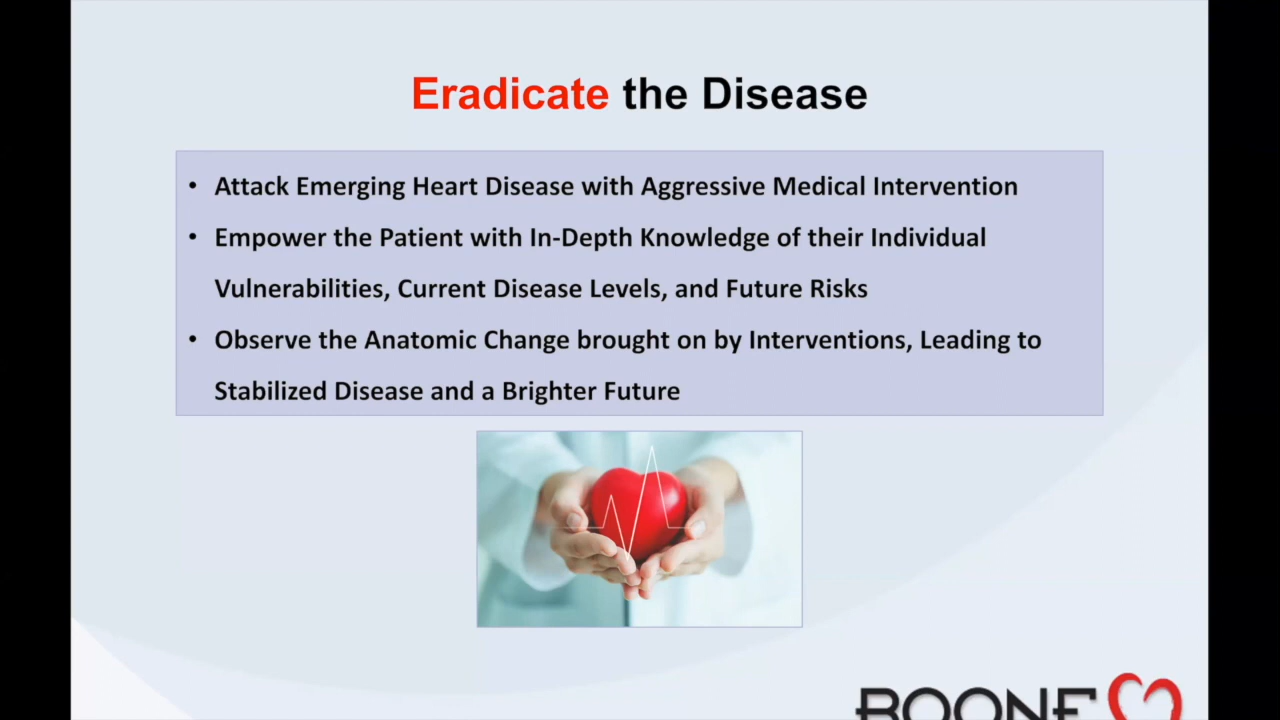 Eradicate the Disease
• Attack Emerging Heart Disease with Aggressive Medical Intervention
• Empower the Patient with In-Depth Knowledge of their Individual
Vulnerabilities, Current Disease Levels, and Future Risks
• Observe the Anatomic Change brought on by Interventions, Leading to
Stabilized Disease and a Brighter Future
BOONE